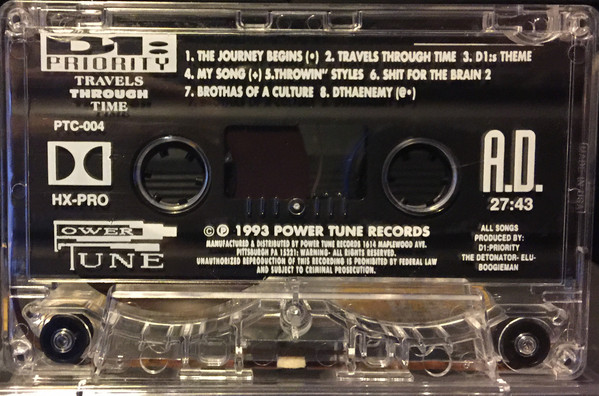 D1:
PRIORITY
TRAVELS
THROUGH
TIME
PTC-004
HX-PRO
1. THE JOURNEY BEGINS (•) 2. TRAVELS THROUGH TIME 3. D1:s THEME
4. MY SONG (+) 5.THROWIN" STYLES 6. SHIT FOR THE BRAIN 2
7. BROTHAS OF A CULTURE 8. DTHAENEMY (@•)
A.D.
27:43
POWER
TUNE
© ℗ 1993 POWER TUNE RECORDS
MANUFACTURED & DISTRIBUTED BY POWER TUNE RECORDS 1614 MAPLEWOOD AVE.
PITTSBURGH PA 15221: WARNING- ALL RIGHTS RESERVED.
UNAUTHORIZED REPRODUCTION OF THIS RECORDING IS PROHIBITED BY FEDERAL LAW
AND SUBJECT TO CRIMINAL PROSECUTION.
ALL SONGS
PRODUCED BY:
D1:PRIORITY
THE DETONATOR- ELU-
BOOGIEMAN